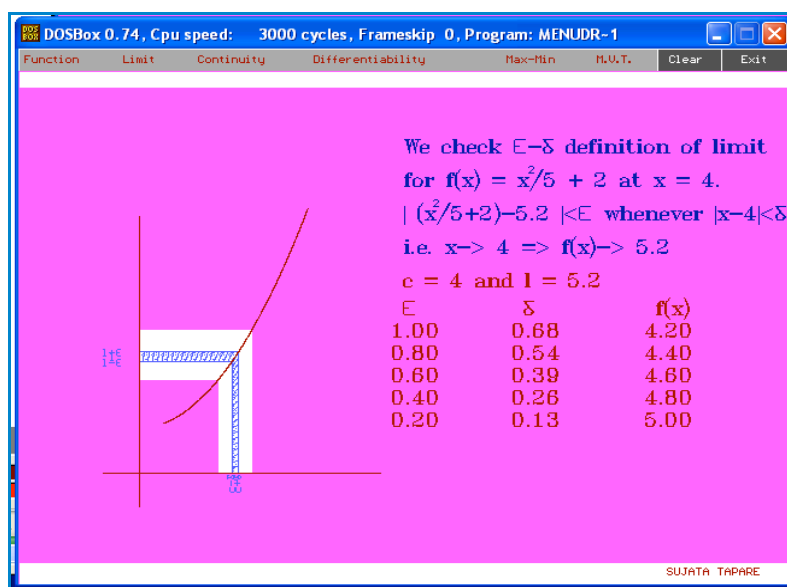 DOSBox 0.74, Cpu speed: 3000 cycles, Frameskip 0, Program: MENUDR~1
Function Limit Continuity Differentiability Max-Min M.V.T. Clear Exit
We check ∈-δ definition of limit
for f(x) = x²/5 + 2 at x = 4.
| (x²/5+2)-5.2 |<∈ whenever |x-4|<δ
i.e. x-> 4 => f(x)-> 5.2
c = 4 and l = 5.2
∈ δ f(x)
1.00 0.68 4.20
0.80 0.54 4.40
0.60 0.39 4.60
0.40 0.26 4.80
0.20 0.13 5.00
l+∈
l-∈
SUJATA TAPARE